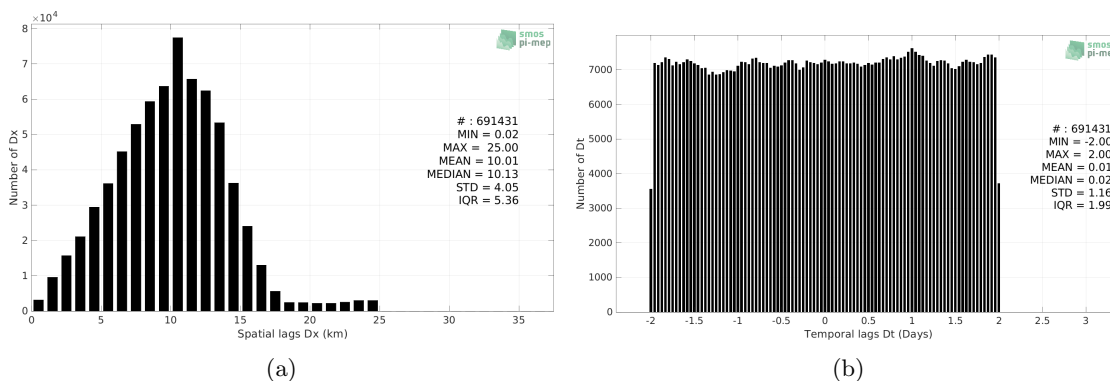 ×10⁴
8
7
6
5
4
3
2
1
0
Number of Dx
0 5 10 15 20 25 30 35
Spatial lags Dx (km)
smos
pi-mep
# : 691431
MIN = 0.02
MAX = 25.00
MEAN = 10.01
MEDIAN = 10.13
STD = 4.05
IQR = 5.36
(a)
7000
6000
5000
4000
3000
2000
1000
0
Number of Dt
-2 -1.5 -1 -0.5 0 0.5 1 1.5 2 2.5 3
Temporal lags Dt (Days)
smos
pi-mep
# : 691431
MIN = -2.00
MAX = 2.00
MEAN = 0.01
MEDIAN = 0.02
STD = 1.16
IQR = 1.99
(b)